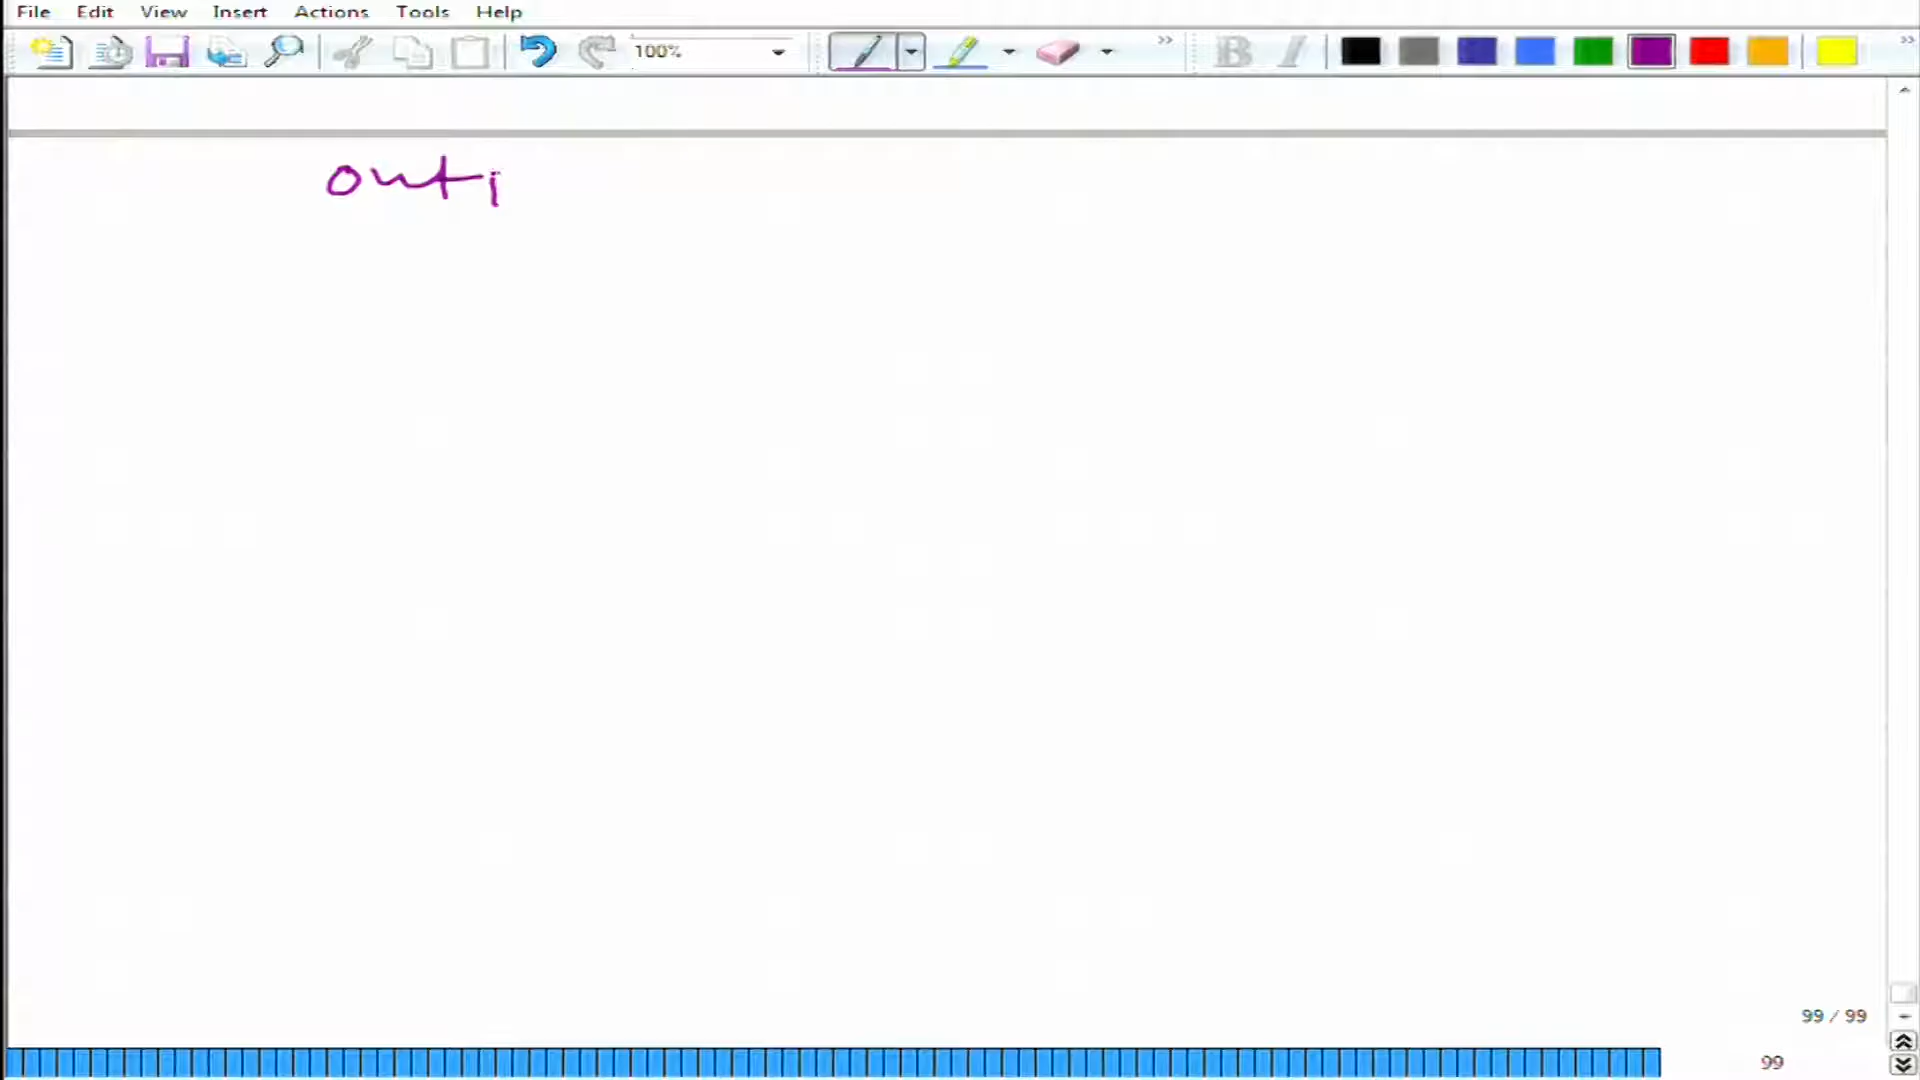 File Edit View Insert Actions Tools Help
100% B I
outi
99 / 99
99